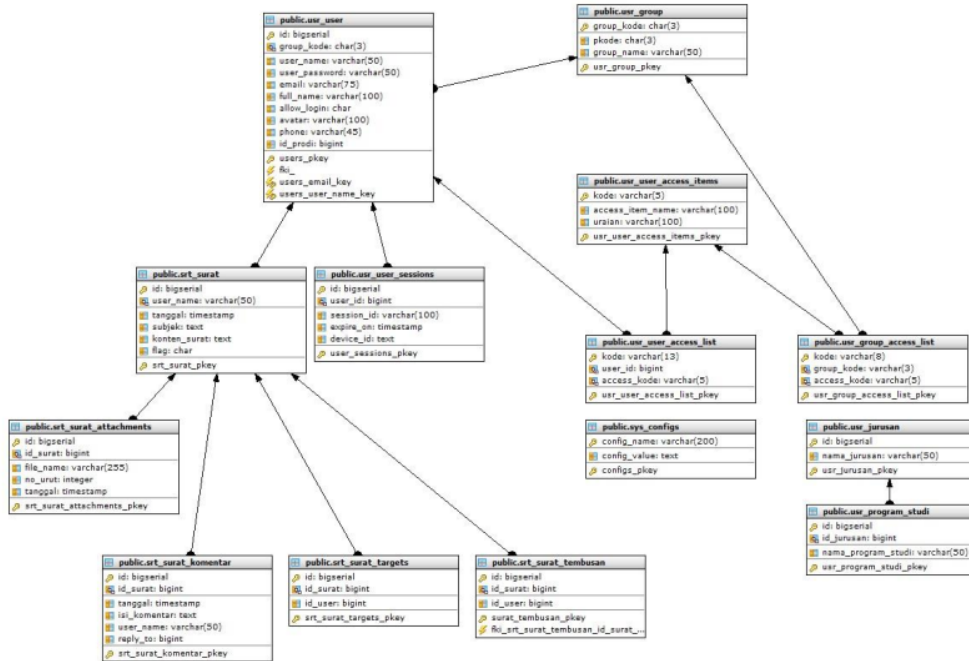 public.usr_user
id: bigserial
group_kode: char(3)
user_name: varchar(50)
user_password: varchar(50)
email: varchar(75)
full_name: varchar(100)
allow_login: char
avatar: varchar(100)
phone: varchar(45)
id_prodi: bigint
users_pkey
fki_
users_email_key
users_user_name_key
public.usr_group
group_kode: char(3)
pkode: char(3)
group_name: varchar(50)
usr_group_pkey
public.usr_user_access_items
kode: varchar(5)
access_item_name: varchar(100)
uraian: varchar(100)
usr_user_access_items_pkey
public.srt_surat
id: bigserial
user_name: varchar(50)
tanggal: timestamp
subjek: text
konten_surat: text
flag: char
srt_surat_pkey
public.usr_user_sessions
id: bigserial
user_id: bigint
session_id: varchar(100)
expire_on: timestamp
device_id: text
user_sessions_pkey
public.usr_user_access_list
kode: varchar(13)
user_id: bigint
access_kode: varchar(5)
usr_user_access_list_pkey
public.usr_group_access_list
kode: varchar(8)
group_kode: varchar(3)
access_kode: varchar(5)
usr_group_access_list_pkey
public.srt_surat_attachments
id: bigserial
id_surat: bigint
file_name: varchar(255)
no_urut: integer
tanggal: timestamp
srt_surat_attachments_pkey
public.sys_configs
config_name: varchar(200)
config_value: text
configs_pkey
public.usr_jurusan
id: bigserial
nama_jurusan: varchar(50)
usr_jurusan_pkey
public.usr_program_studi
id: bigserial
id_jurusan: bigint
nama_program_studi: varchar(50)
usr_program_studi_pkey
public.srt_surat_komentar
id: bigserial
id_surat: bigint
tanggal: timestamp
isi_komentar: text
user_name: varchar(50)
reply_to: bigint
srt_surat_komentar_pkey
public.srt_surat_targets
id: bigserial
id_surat: bigint
id_user: bigint
srt_surat_targets_pkey
public.srt_surat_tembusan
id: bigserial
id_surat: bigint
id_user: bigint
surat_tembusan_pkey
fki_srt_surat_tembusan_id_surat_...